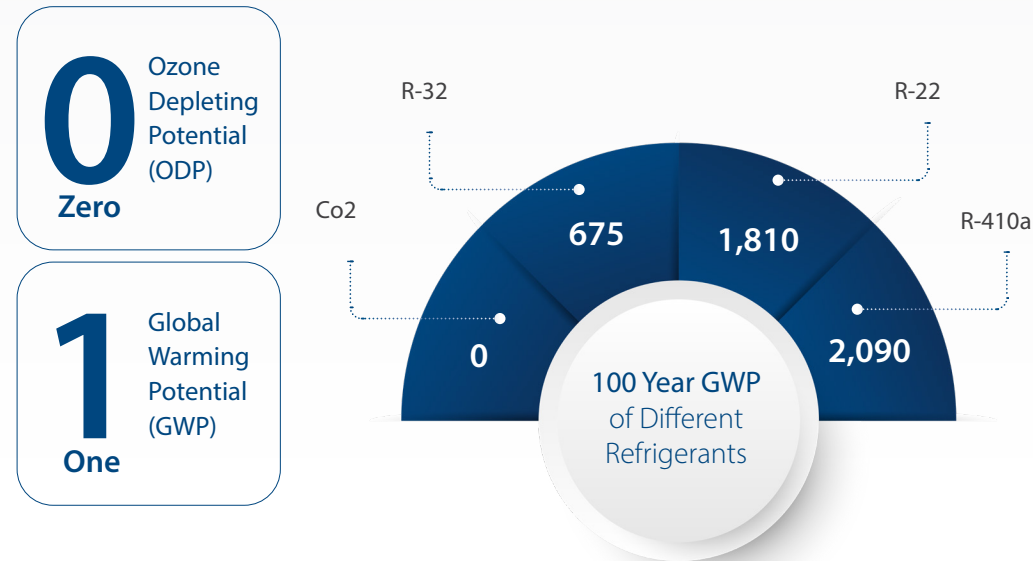 0
Zero
Ozone
Depleting
Potential
(ODP)
1
One
Global
Warming
Potential
(GWP)
Co2
0
R-32
675
R-22
1,810
R-410a
2,090
100 Year GWP
of Different
Refrigerants